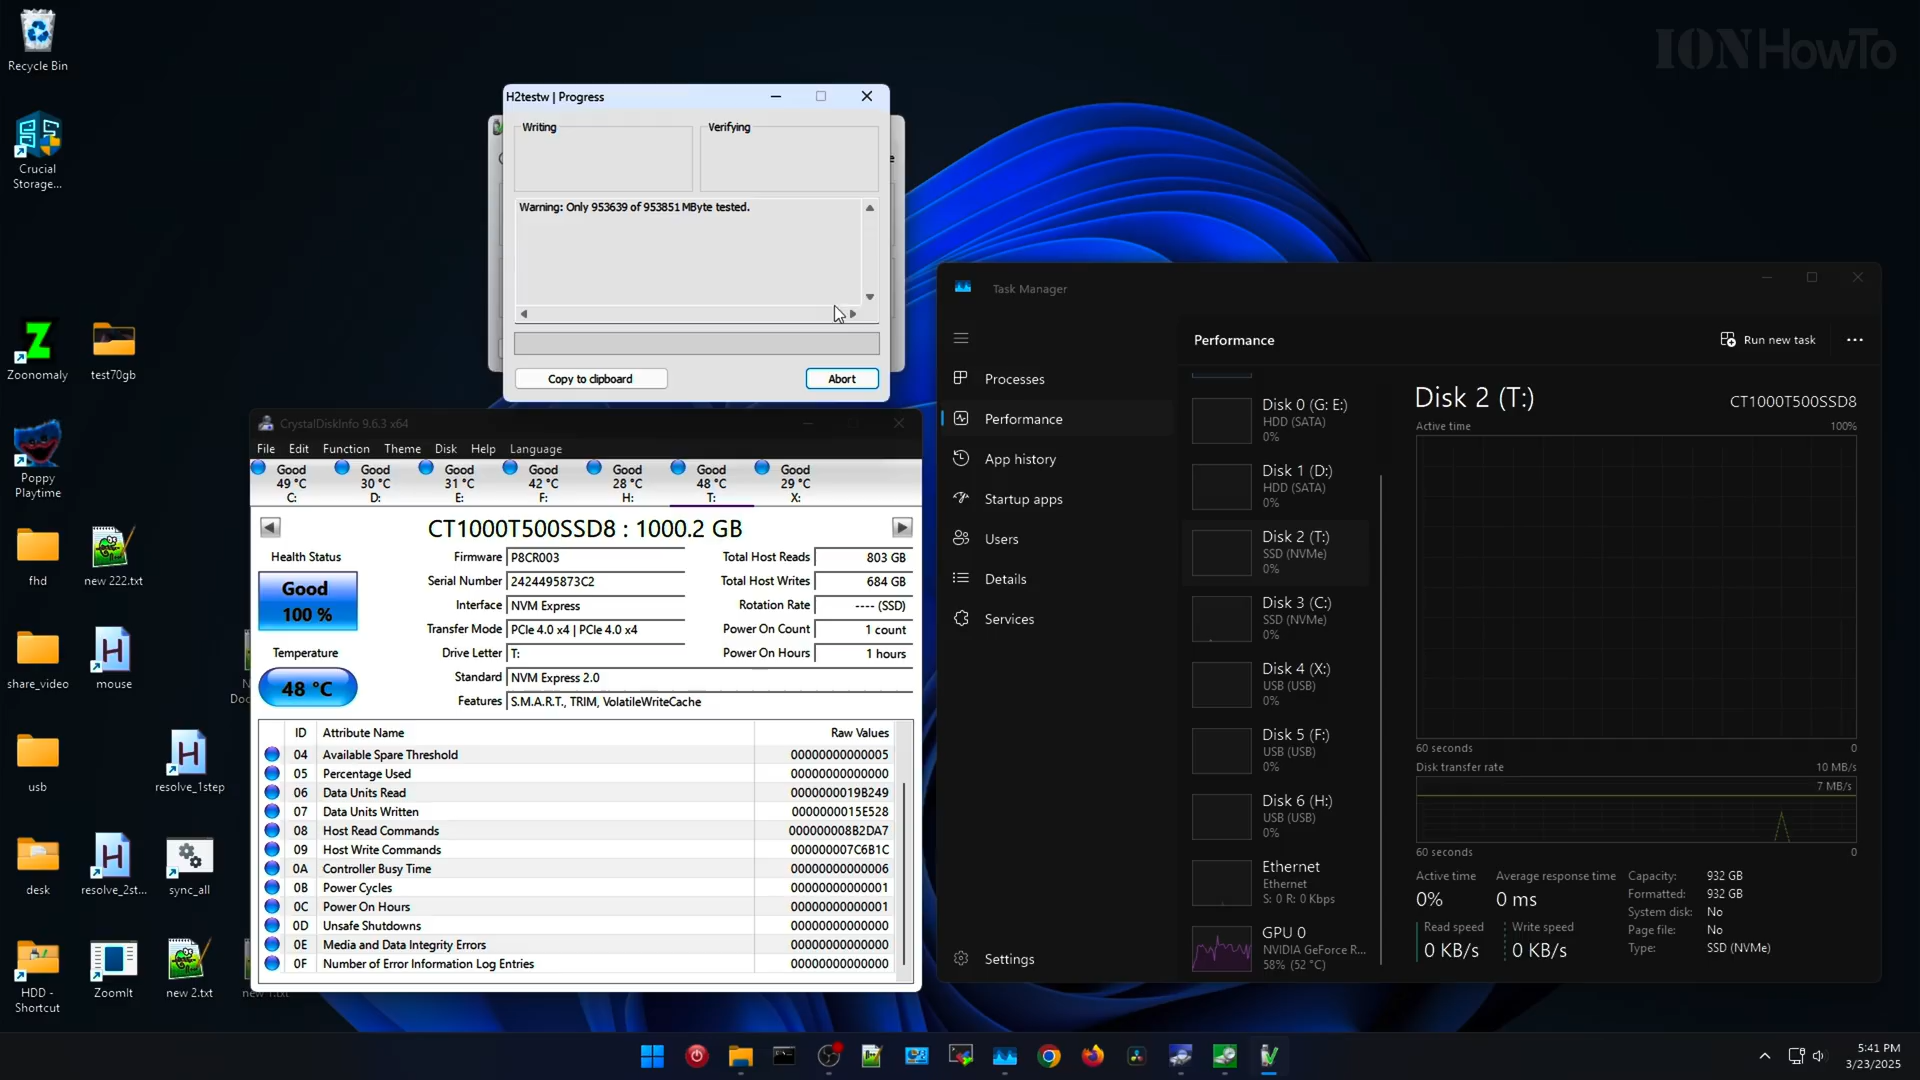 Recycle Bin
Crucial
Storage...
Zoonomaly
test70gb
Poppy
Playtime
fhd
new 222.txt
share_video
mouse
usb
resolve_1step
desk
resolve_2st...
sync_all
HDD -
Shortcut
ZoomIt
new 2.txt
new 1.txt
ION HowTo
H2testw | Progress
Writing
Verifying
Warning: Only 953639 of 953851 MByte tested.
Copy to clipboard
Abort
CrystalDiskInfo 9.6.3 x64
File Edit Function Theme Disk Help Language
Good Good Good Good Good Good Good
49 °C 30 °C 31 °C 42 °C 28 °C 48 °C 29 °C
C: D: E: F: H: T: X:
CT1000T500SSD8 : 1000.2 GB
Health Status
Good
100 %
Temperature
48 °C
Firmware P8CR003
Serial Number 2424495873C2
Interface NVM Express
Transfer Mode PCIe 4.0 x4 | PCIe 4.0 x4
Drive Letter T:
Standard NVM Express 2.0
Features S.M.A.R.T., TRIM, VolatileWriteCache
Total Host Reads 803 GB
Total Host Writes 684 GB
Rotation Rate ---- (SSD)
Power On Count 1 count
Power On Hours 1 hours
ID Attribute Name Raw Values
04 Available Spare Threshold 00000000000005
05 Percentage Used 00000000000000
06 Data Units Read 0000000019B249
07 Data Units Written 0000000015E528
08 Host Read Commands 000000008B2DA7
09 Host Write Commands 000000007C6B1C
0A Controller Busy Time 00000000000006
0B Power Cycles 00000000000001
0C Power On Hours 00000000000001
0D Unsafe Shutdowns 00000000000000
0E Media and Data Integrity Errors 00000000000000
0F Number of Error Information Log Entries 00000000000000
Task Manager
Performance
Run new task
Processes
Performance
App history
Startup apps
Users
Details
Services
Settings
Disk 0 (G: E:)
HDD (SATA)
0%
Disk 1 (D:)
HDD (SATA)
0%
Disk 2 (T:)
SSD (NVMe)
0%
Disk 3 (C:)
SSD (NVMe)
0%
Disk 4 (X:)
USB (USB)
0%
Disk 5 (F:)
USB (USB)
0%
Disk 6 (H:)
USB (USB)
0%
Ethernet
Ethernet
S: 0 R: 0 Kbps
GPU 0
NVIDIA GeForce R...
58% (52 °C)
Disk 2 (T:)
CT1000T500SSD8
Active time 100%
60 seconds 0
Disk transfer rate 10 MB/s
7 MB/s
60 seconds 0
Active time
0%
Average response time
0 ms
Read speed
0 KB/s
Write speed
0 KB/s
Capacity: 932 GB
Formatted: 932 GB
System disk: No
Page file: No
Type: SSD (NVMe)
5:41 PM
3/23/2025